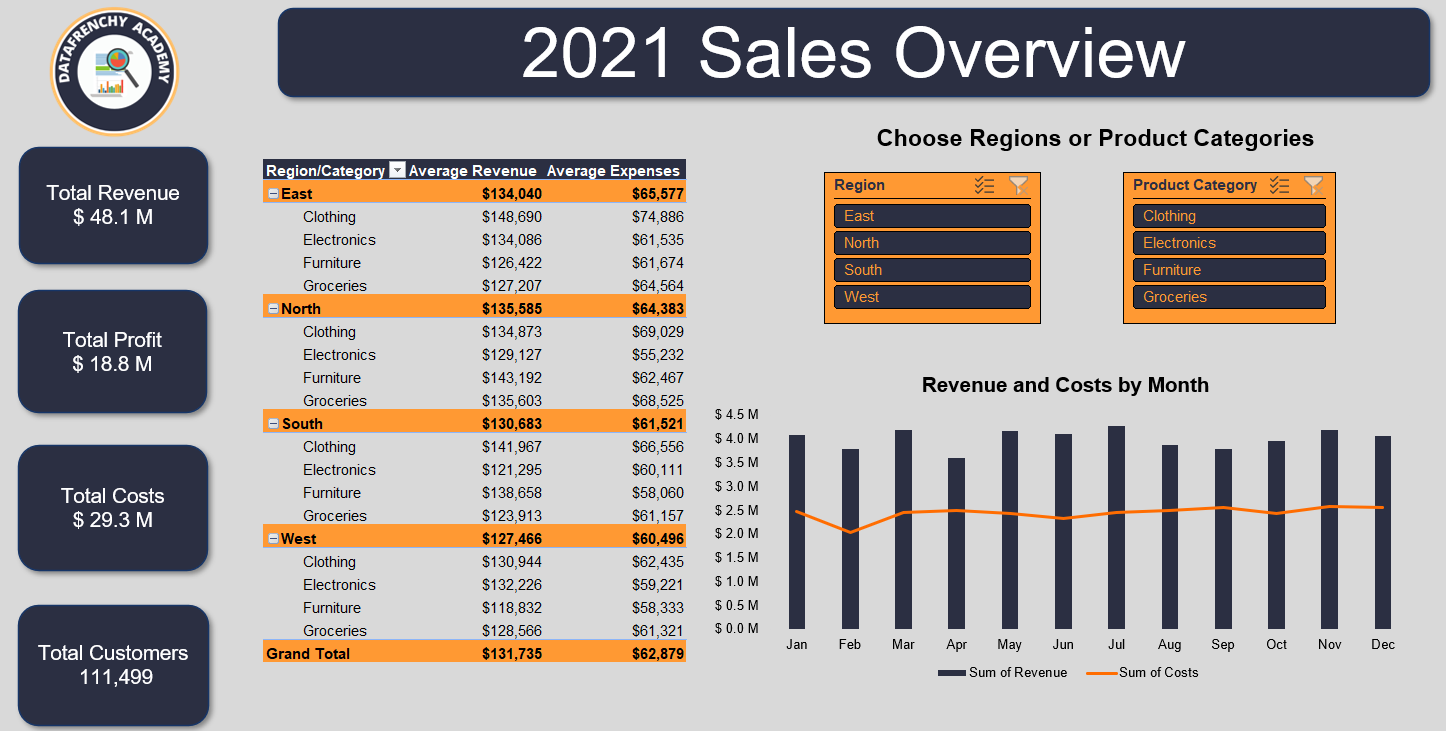 DATAFRENCHY ACADEMY
2021 Sales Overview
Total Revenue
$ 48.1 M
Total Profit
$ 18.8 M
Total Costs
$ 29.3 M
Total Customers
111,499
Region/Category Average Revenue Average Expenses
East $134,040 $65,577
Clothing $148,690 $74,886
Electronics $134,086 $61,535
Furniture $126,422 $61,674
Groceries $127,207 $64,564
North $135,585 $64,383
Clothing $134,873 $69,029
Electronics $129,127 $55,232
Furniture $143,192 $62,467
Groceries $135,603 $68,525
South $130,683 $61,521
Clothing $141,967 $66,556
Electronics $121,295 $60,111
Furniture $138,658 $58,060
Groceries $123,913 $61,157
West $127,466 $60,496
Clothing $130,944 $62,435
Electronics $132,226 $59,221
Furniture $118,832 $58,333
Groceries $128,566 $61,321
Grand Total $131,735 $62,879
Choose Regions or Product Categories
Region
East
North
South
West
Product Category
Clothing
Electronics
Furniture
Groceries
Revenue and Costs by Month
$ 4.5 M
$ 4.0 M
$ 3.5 M
$ 3.0 M
$ 2.5 M
$ 2.0 M
$ 1.5 M
$ 1.0 M
$ 0.5 M
$ 0.0 M
Jan Feb Mar Apr May Jun Jul Aug Sep Oct Nov Dec
Sum of Revenue Sum of Costs